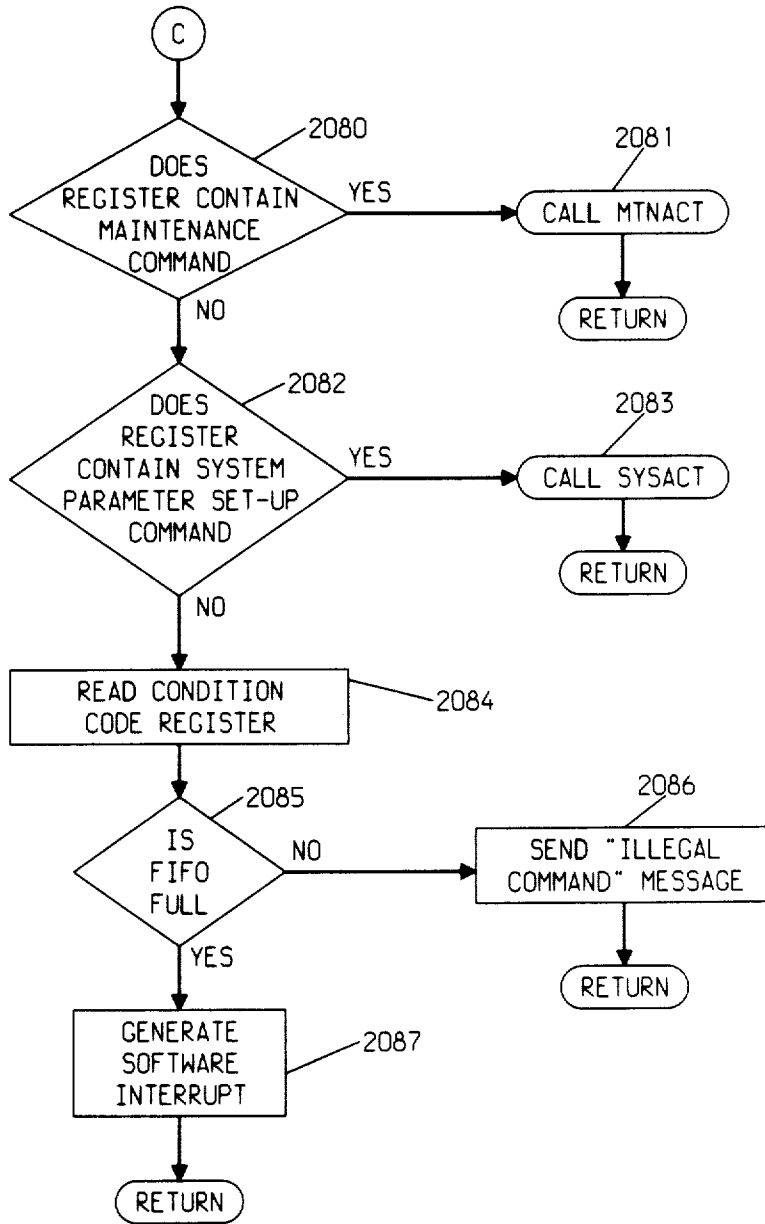 C
2080
DOES
REGISTER CONTAIN
MAINTENANCE
COMMAND
YES
2081
CALL MTNACT
RETURN
NO
2082
DOES
REGISTER
CONTAIN SYSTEM
PARAMETER SET-UP
COMMAND
YES
2083
CALL SYSACT
RETURN
NO
READ CONDITION
CODE REGISTER
2084
2085
IS
FIFO
FULL
NO
2086
SEND "ILLEGAL
COMMAND" MESSAGE
RETURN
YES
GENERATE
SOFTWARE
INTERRUPT
2087
RETURN